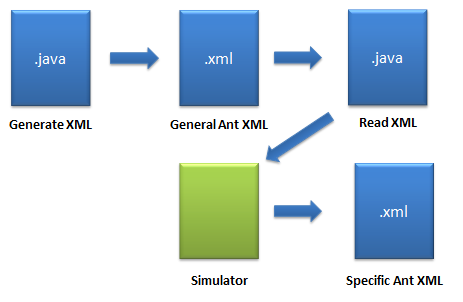 .java
.xml
.java
Generate XML
General Ant XML
Read XML
.xml
Simulator
Specific Ant XML